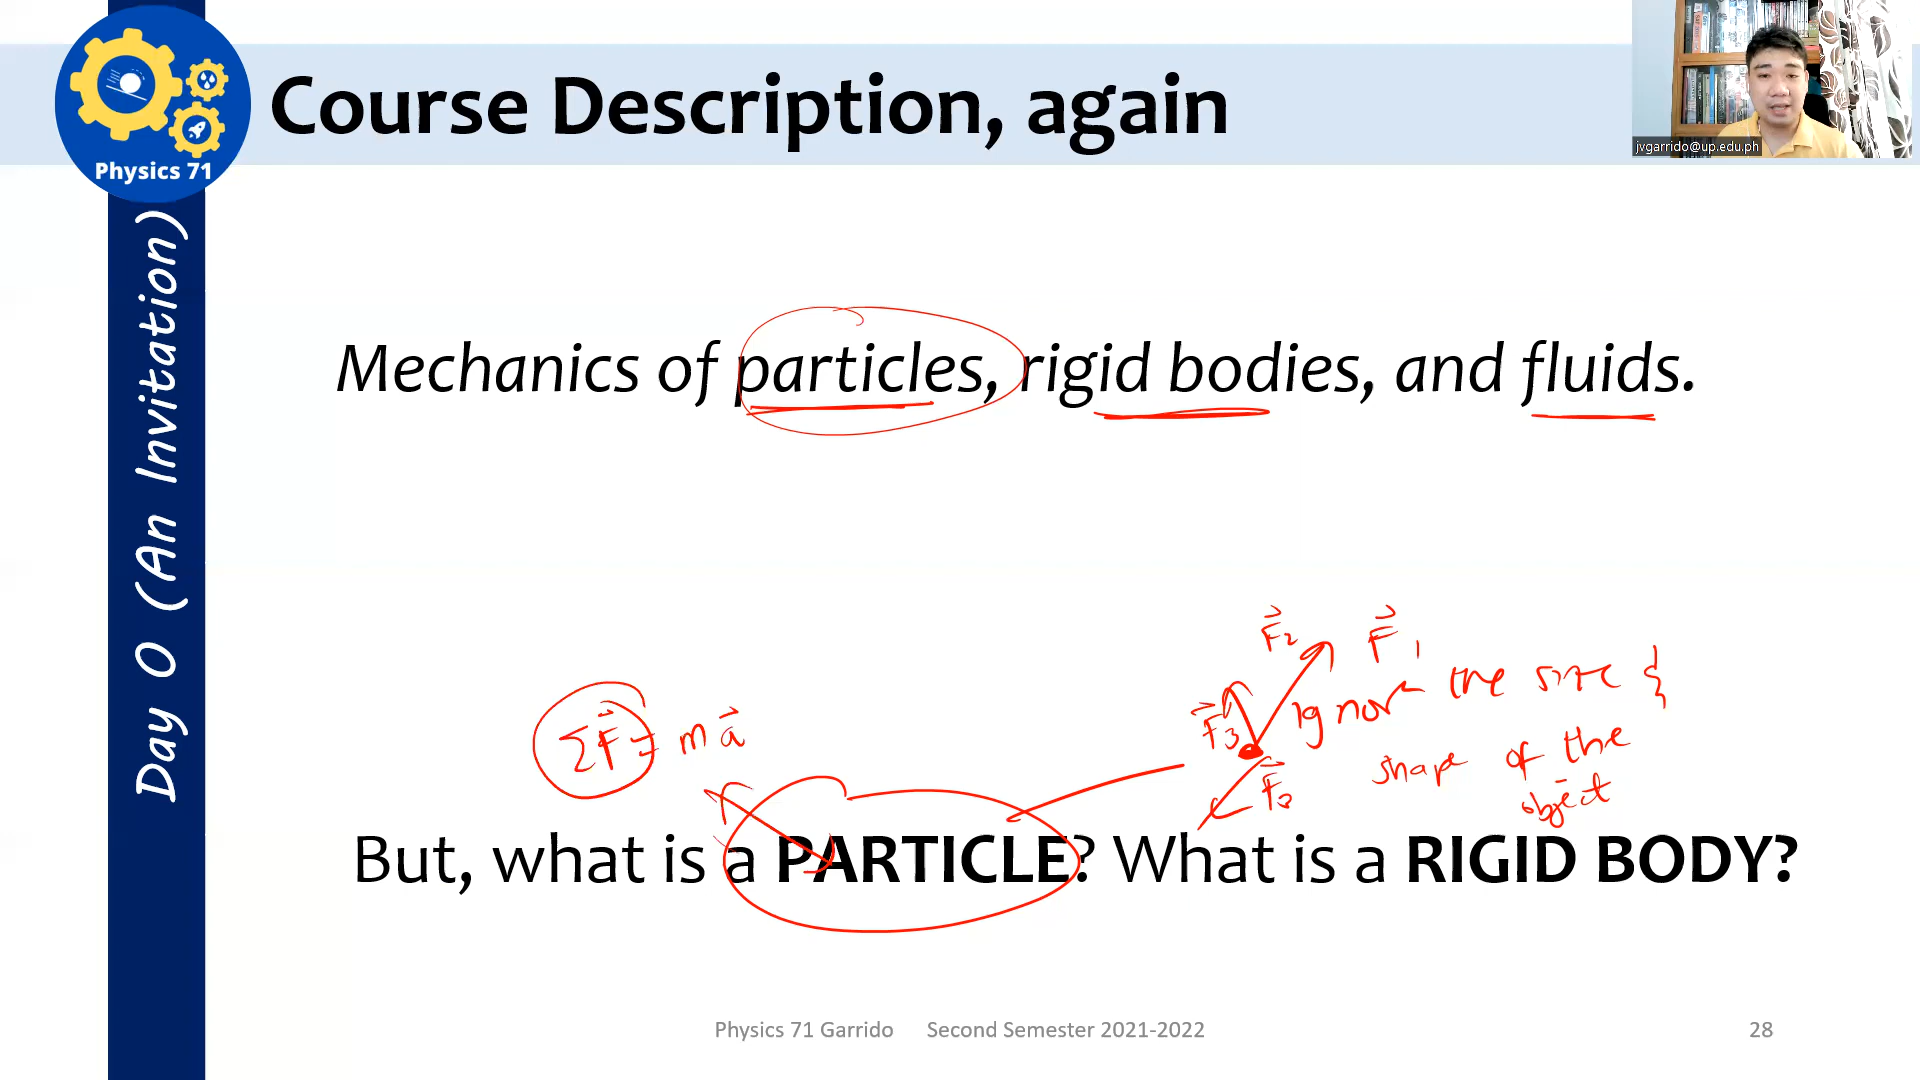 Course Description, again
jvgarrido@up.edu.ph
Physics 71
Day 0 (An Invitation)
Mechanics of particles, rigid bodies, and fluids.
F⃗2
F⃗1
ignore the size &
F⃗3
shape of the
object
ΣF⃗ = ma⃗
But, what is a PARTICLE? What is a RIGID BODY?
Physics 71 Garrido Second Semester 2021-2022
28